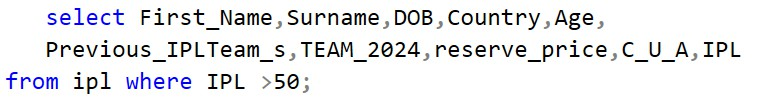 select First_Name,Surname,DOB,Country,Age,
Previous_IPLTeam_s,TEAM_2024,reserve_price,C_U_A,IPL
from ipl where IPL >50;